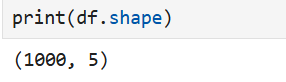 print(df.shape)
(1000, 5)